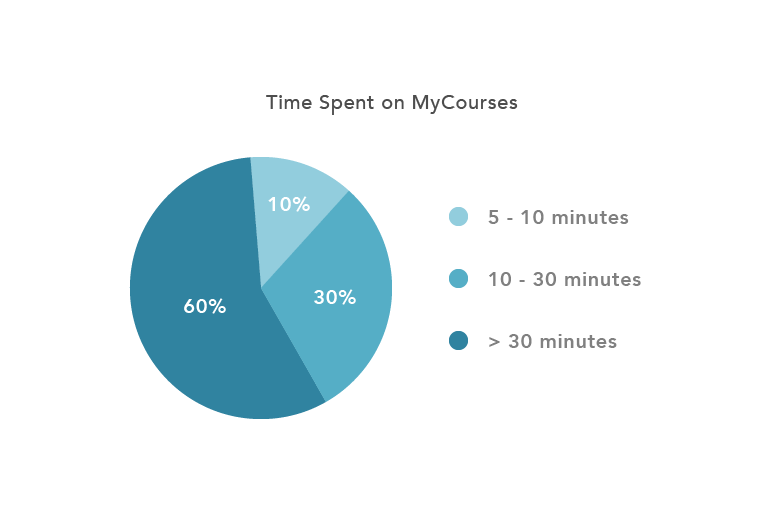 Time Spent on MyCourses
10%
30%
60%
5 - 10 minutes
10 - 30 minutes
> 30 minutes